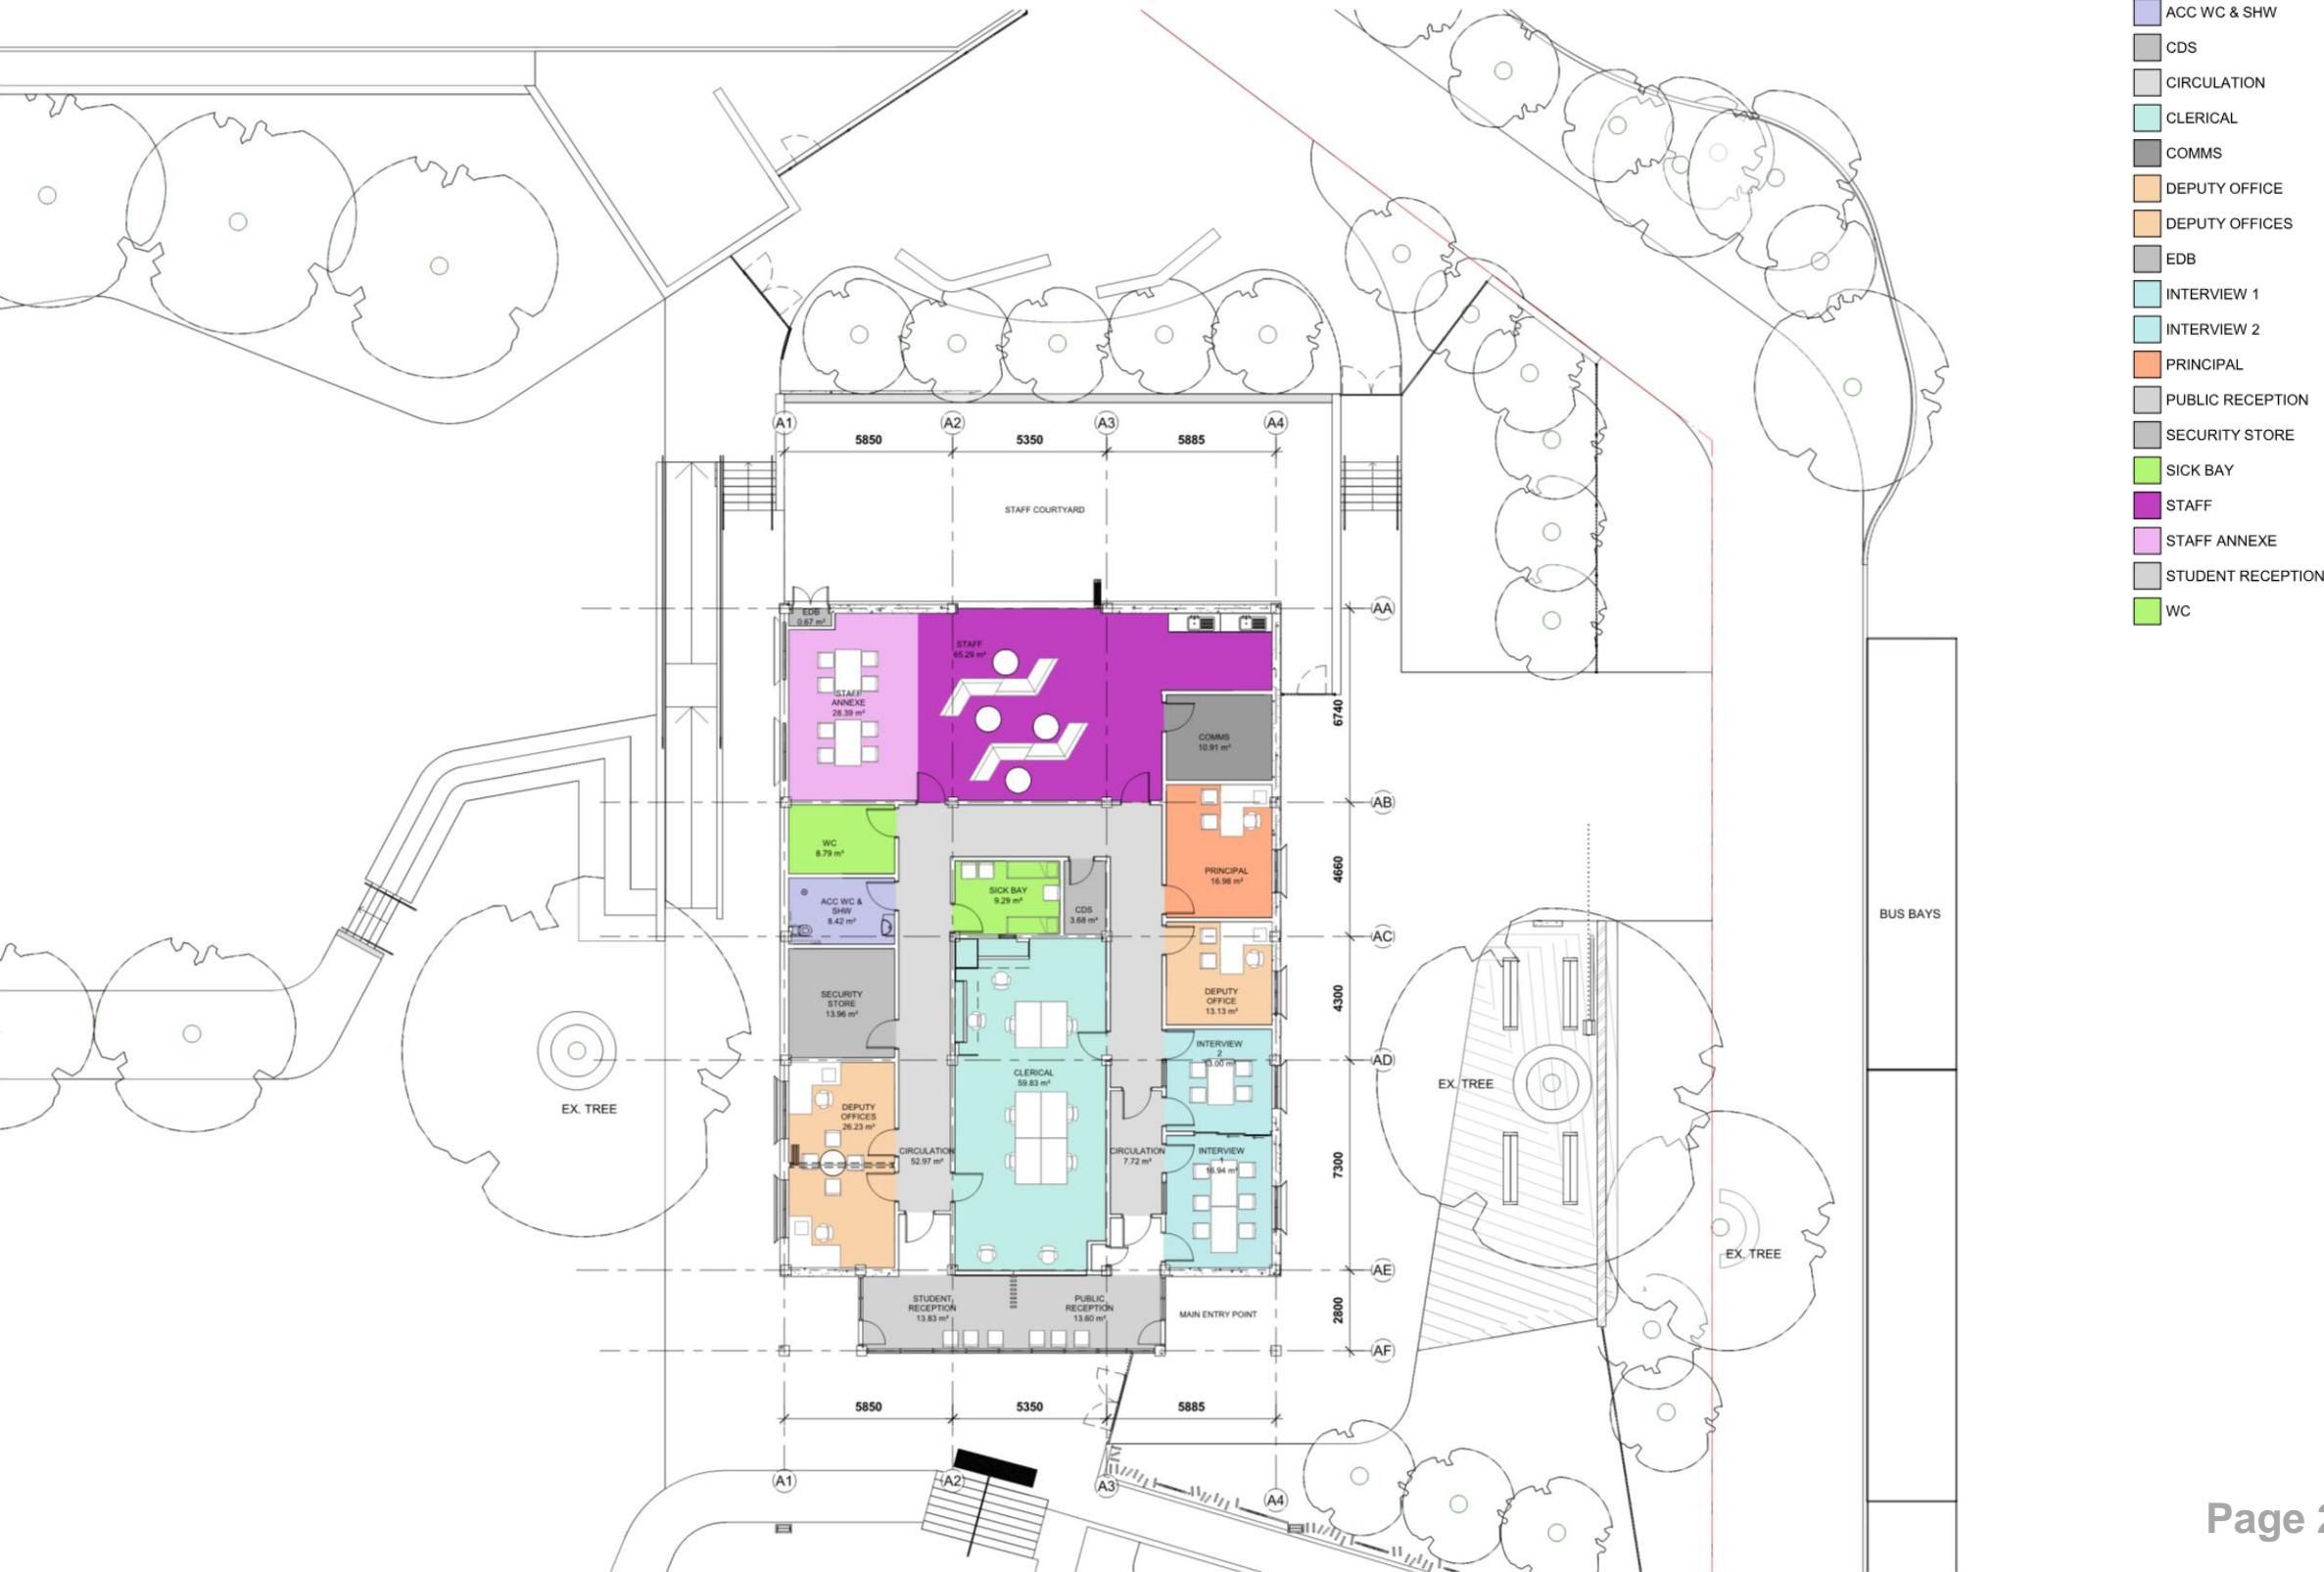 ACC WC & SHW
CDS
CIRCULATION
CLERICAL
COMMS
DEPUTY OFFICE
DEPUTY OFFICES
EDB
INTERVIEW 1
INTERVIEW 2
PRINCIPAL
PUBLIC RECEPTION
SECURITY STORE
SICK BAY
STAFF
STAFF ANNEXE
STUDENT RECEPTION
WC
A1 A2 A3 A4
5850 5350 5885
STAFF COURTYARD
AA
EDB
0.67 m²
STAFF
65.29 m²
STAFF
ANNEXE
28.39 m²
6740
COMMS
10.91 m²
AB
WC
8.79 m²
4660
PRINCIPAL
16.98 m²
SICK BAY
9.29 m²
ACC WC &
SHW
8.42 m²
CDS
3.68 m²
BUS BAYS
AC
SECURITY
STORE
13.96 m²
DEPUTY
OFFICE
13.13 m²
4300
INTERVIEW
2
13.00 m²
AD
CLERICAL
59.83 m²
EX. TREE
EX. TREE
DEPUTY
OFFICES
26.23 m²
CIRCULATION
52.97 m²
CIRCULATION
7.72 m²
INTERVIEW
1
16.94 m²
7300
EX. TREE
AE
STUDENT
RECEPTION
13.83 m²
PUBLIC
RECEPTION
13.60 m²
MAIN ENTRY POINT
2800
AF
5850 5350 5885
A1 A2 A3 A4
Page 2